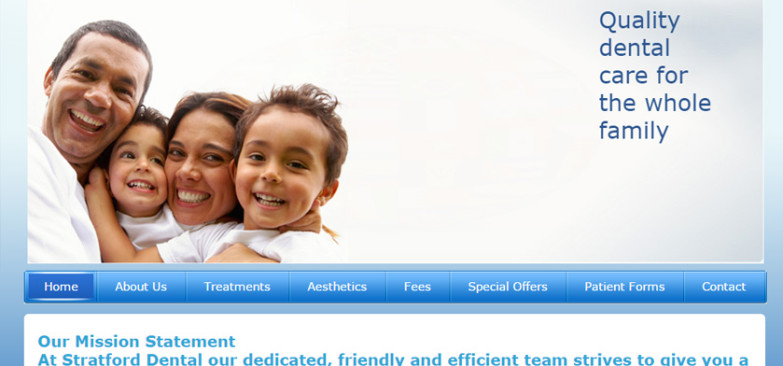 Quality
dental
care for
the whole
family
Home About Us Treatments Aesthetics Fees Special Offers Patient Forms Contact
Our Mission Statement
At Stratford Dental our dedicated, friendly and efficient team strives to give you a